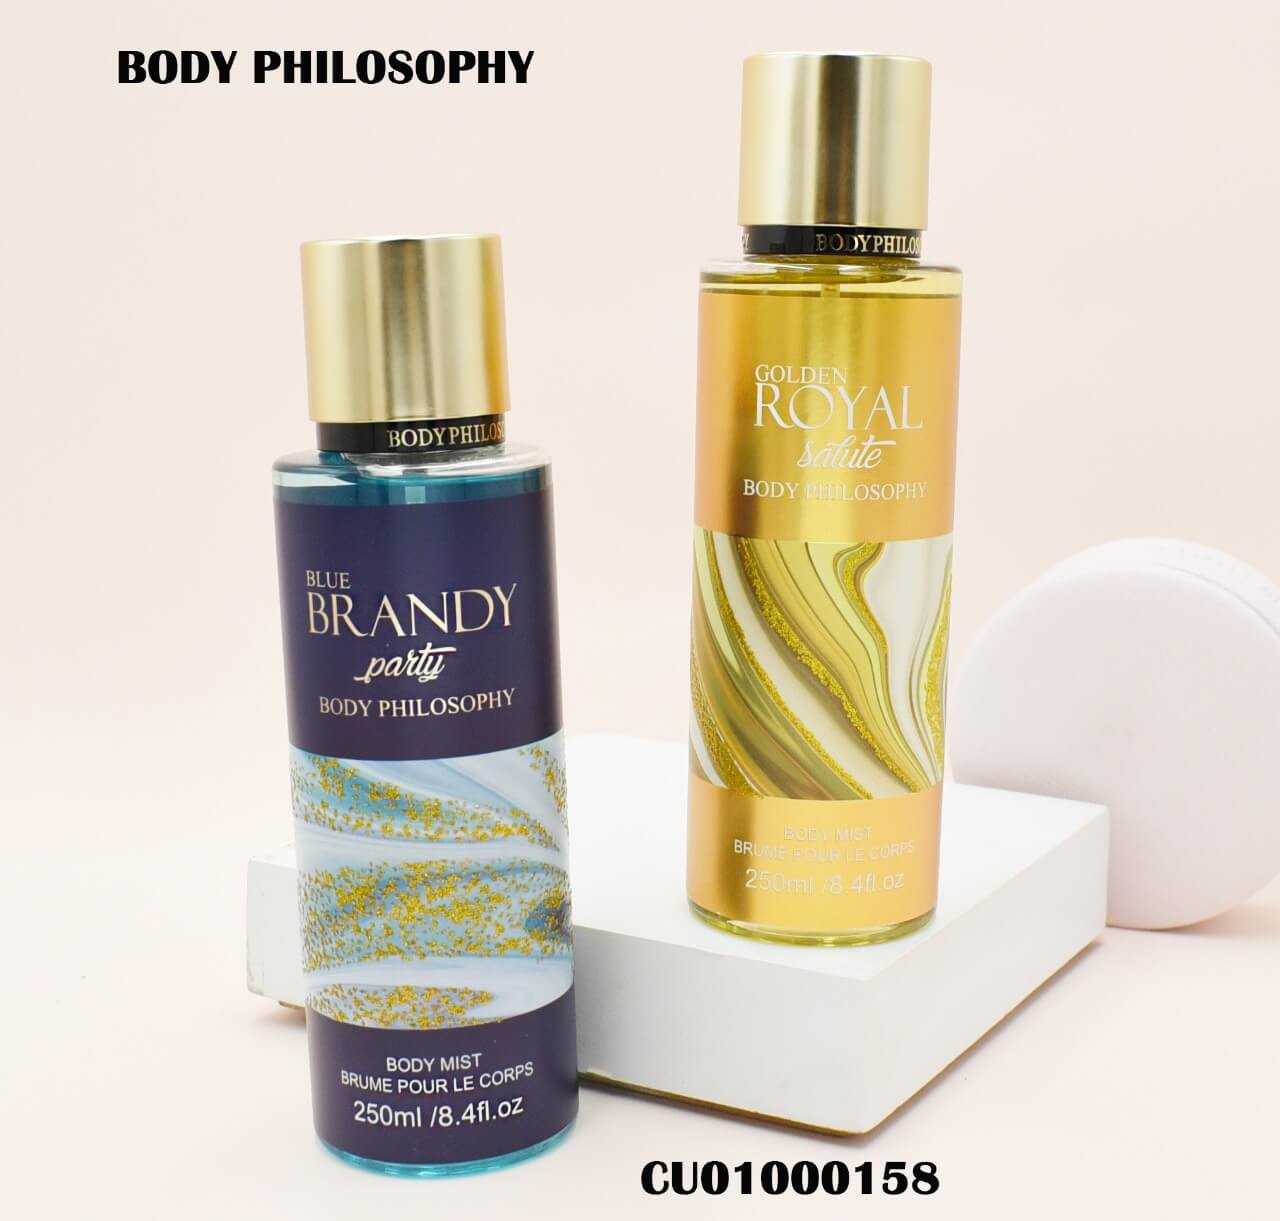 BODY PHILOSOPHY
BODYPHILOS
GOLDEN
ROYAL
salute
BODY PHILOSOPHY
BODY MIST
BRUME POUR LE CORPS
250ml /8.4fl.oz
BODYPHILOS
BLUE
BRANDY
party
BODY PHILOSOPHY
BODY MIST
BRUME POUR LE CORPS
250ml /8.4fl.oz
CU01000158